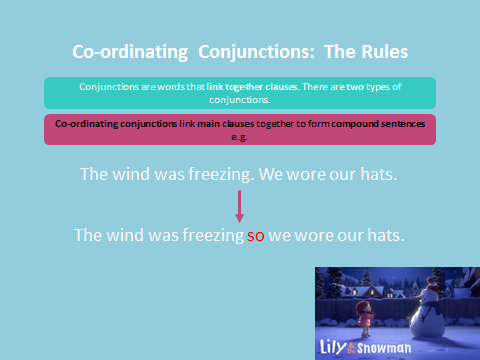 Co-ordinating Conjunctions: The Rules
Conjunctions are words that link together clauses. There are two types of
conjunctions.
Co-ordinating conjunctions link main clauses together to form compound sentences
e.g.
The wind was freezing. We wore our hats.
The wind was freezing so we wore our hats.
Lily & Snowman